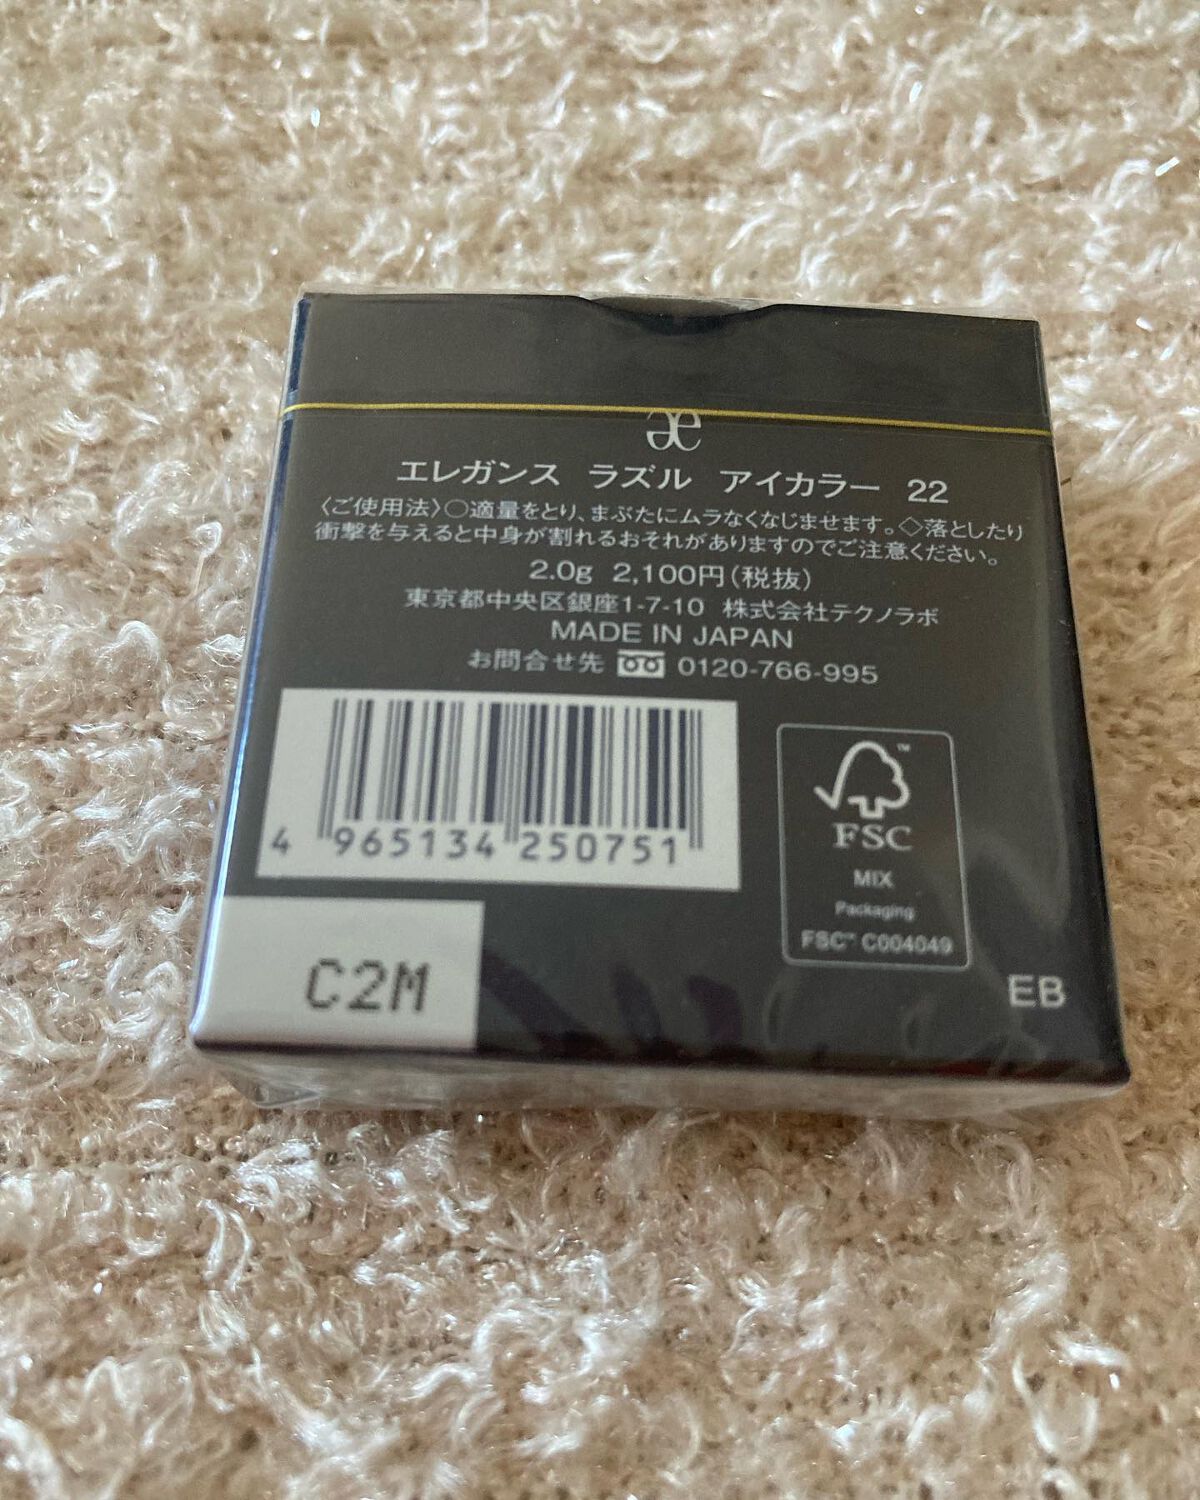 æ
エレガンス ラズル アイカラー 22
〈ご使用法〉○適量をとり、まぶたにムラなくなじませます。◇落としたり
衝撃を与えると中身が割れるおそれがありますのでご注意ください。
2.0g 2,100円(税抜)
東京都中央区銀座1-7-10 株式会社テクノラボ
MADE IN JAPAN
お問合せ先 0120-766-995
4 965134 250751
FSC™
MIX
Packaging
FSC™ C004049
C2M
EB